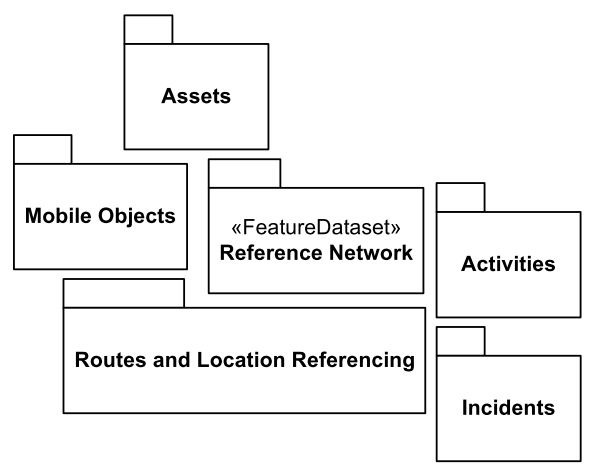 Assets
Mobile Objects
«FeatureDataset»
Reference Network
Activities
Routes and Location Referencing
Incidents